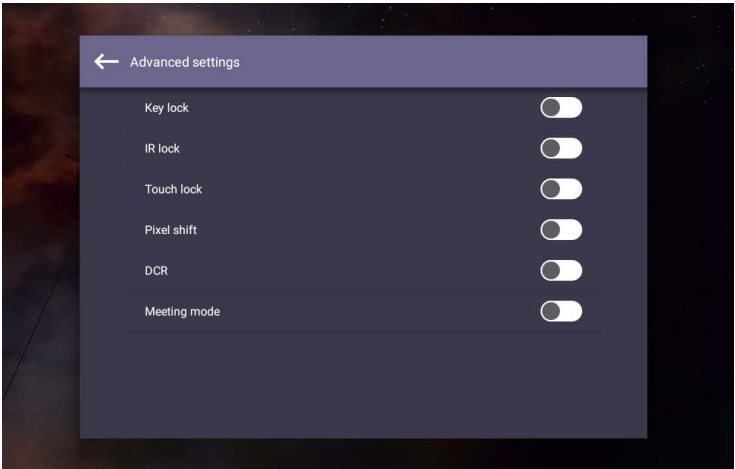 Advanced settings
Key lock
IR lock
Touch lock
Pixel shift
DCR
Meeting mode